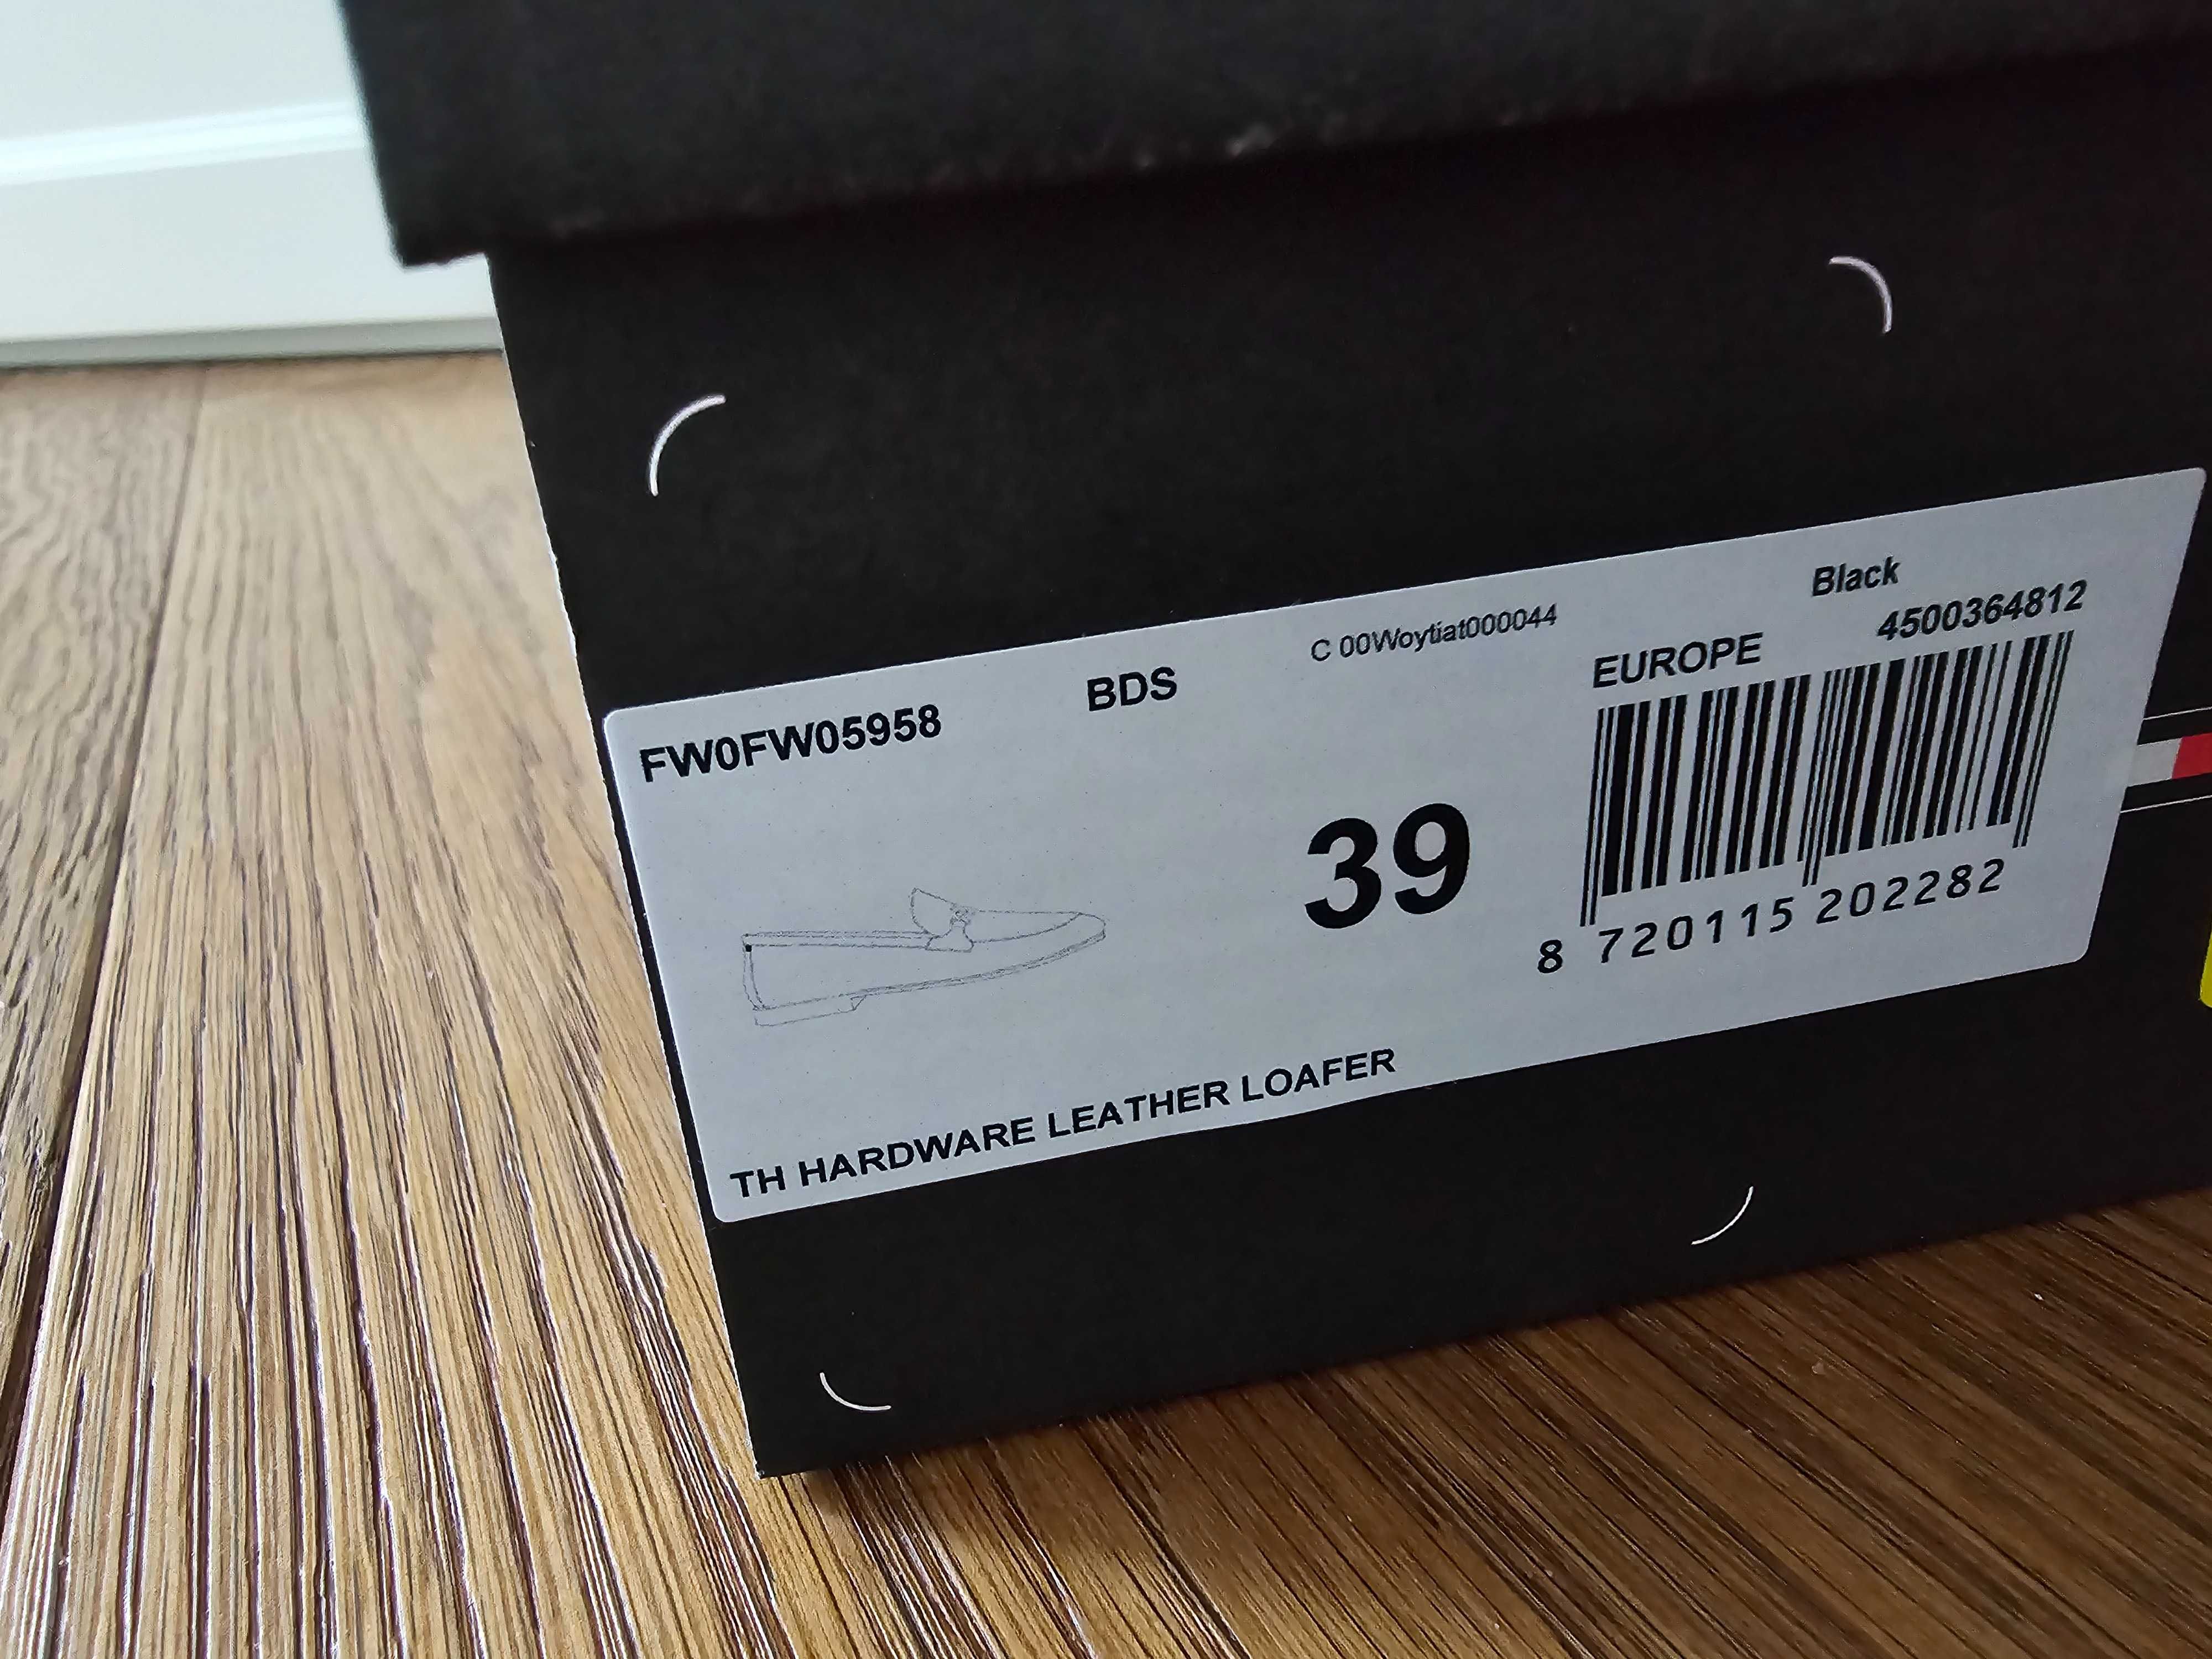 Black
FW0FW05958 BDS C 00Woytiat000044 EUROPE 4500364812
39
8 720115 202282
TH HARDWARE LEATHER LOAFER